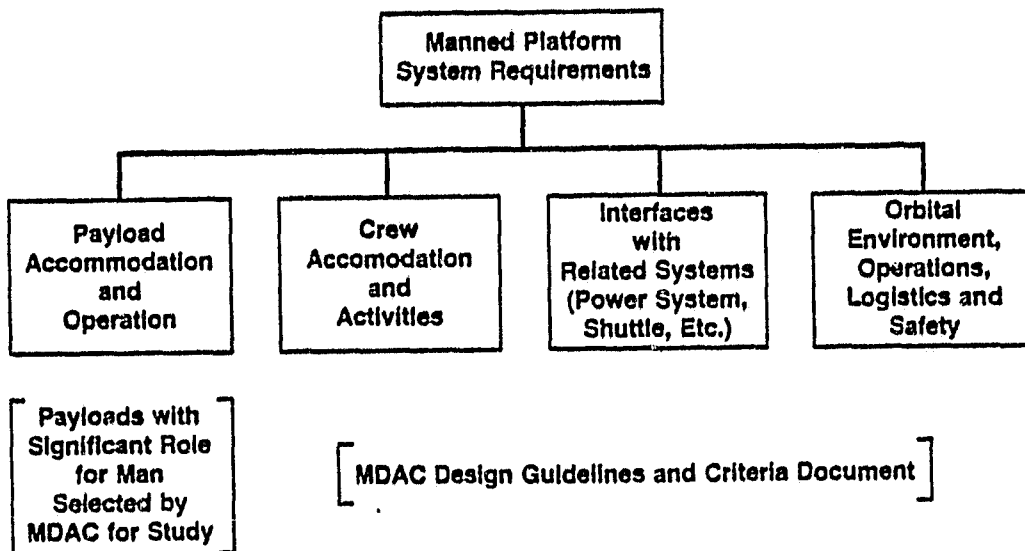 Manned Platform
System Requirements
Payload
Accommodation
and
Operation
Crew
Accomodation
and
Activities
Interfaces
with
Related Systems
(Power System,
Shuttle, Etc.)
Orbital
Environment,
Operations,
Logistics and
Safety
Payloads with
Significant Role
for Man
Selected by
MDAC for Study
MDAC Design Guidelines and Criteria Document